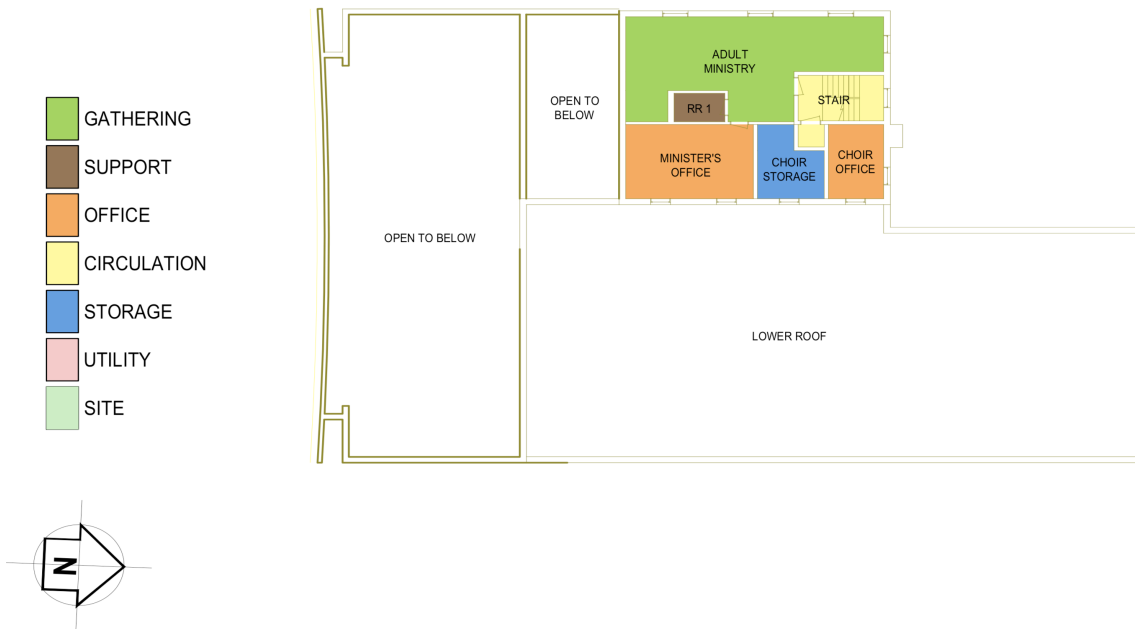 GATHERING
SUPPORT
OFFICE
CIRCULATION
STORAGE
UTILITY
SITE
ADULT
MINISTRY
OPEN TO
BELOW
STAIR
RR 1
MINISTER'S
OFFICE
CHOIR
STORAGE
CHOIR
OFFICE
OPEN TO BELOW
LOWER ROOF
N